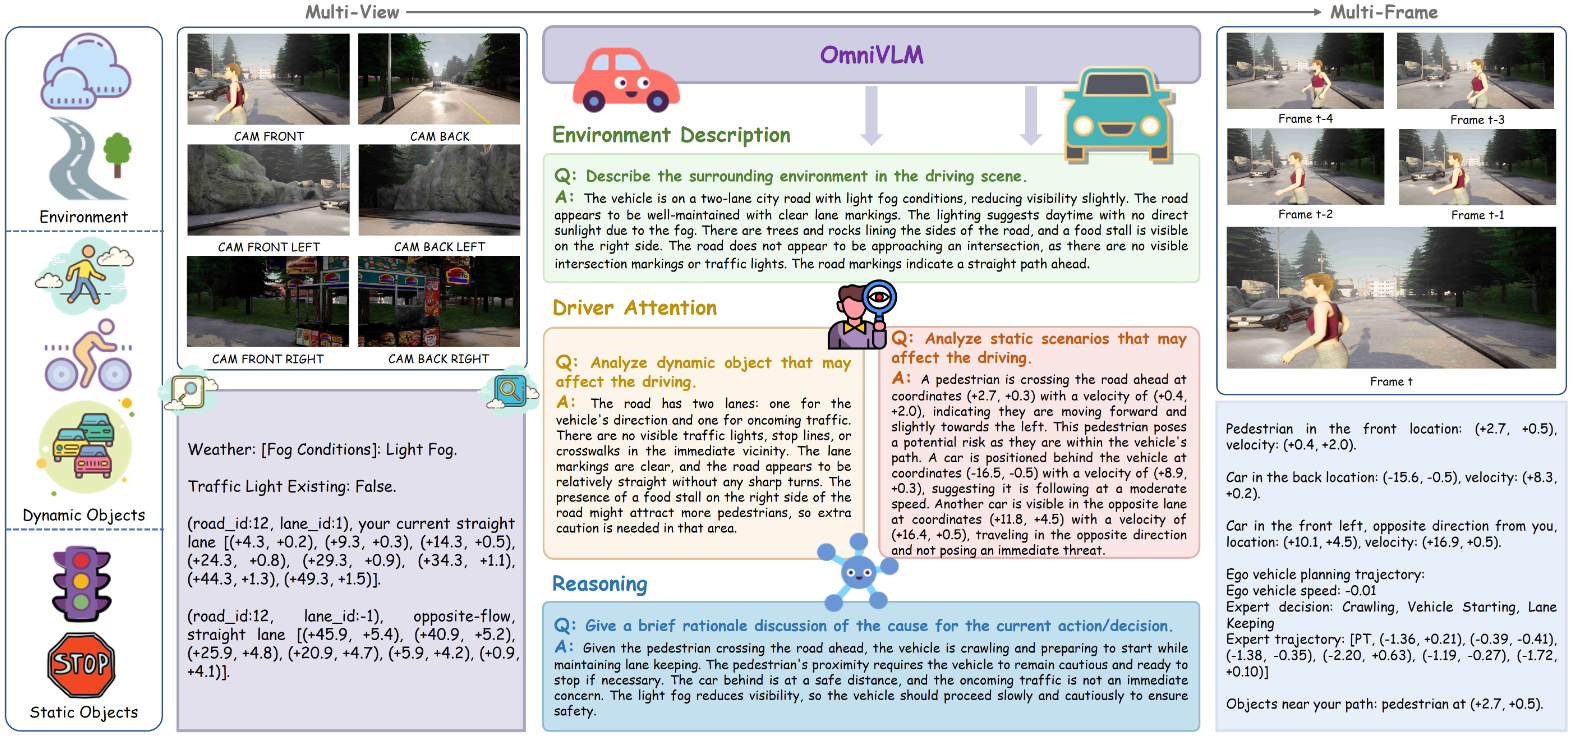 Multi-View
Multi-Frame
Environment
Dynamic Objects
STOP
Static Objects
CAM FRONT
CAM BACK
CAM FRONT LEFT
CAM BACK LEFT
CAM FRONT RIGHT
CAM BACK RIGHT
Weather: [Fog Conditions]: Light Fog.
Traffic Light Existing: False.
(road_id:12, lane_id:1), your current straight
lane [(+4.3, +0.2), (+9.3, +0.3), (+14.3, +0.5),
(+24.3, +0.8), (+29.3, +0.9), (+34.3, +1.1),
(+44.3, +1.3), (+49.3, +1.5)].
(road_id:12, lane_id:-1), opposite-flow,
straight lane [(+45.9, +5.4), (+40.9, +5.2),
(+25.9, +4.8), (+20.9, +4.7), (+5.9, +4.2), (+0.9,
+4.1)].
OmniVLM
Environment Description
Q: Describe the surrounding environment in the driving scene.
A: The vehicle is on a two-lane city road with light fog conditions, reducing visibility slightly. The road
appears to be well-maintained with clear lane markings. The lighting suggests daytime with no direct
sunlight due to the fog. There are trees and rocks lining the sides of the road, and a food stall is visible
on the right side. The road does not appear to be approaching an intersection, as there are no visible
intersection markings or traffic lights. The road markings indicate a straight path ahead.
Driver Attention
Q: Analyze dynamic object that may
affect the driving.
A: The road has two lanes: one for the
vehicle's direction and one for oncoming traffic.
There are no visible traffic lights, stop lines, or
crosswalks in the immediate vicinity. The lane
markings are clear, and the road appears to be
relatively straight without any sharp turns. The
presence of a food stall on the right side of the
road might attract more pedestrians, so extra
caution is needed in that area.
Q: Analyze static scenarios that may
affect the driving.
A: A pedestrian is crossing the road ahead at
coordinates (+2.7, +0.3) with a velocity of (+0.4,
+2.0), indicating they are moving forward and
slightly towards the left. This pedestrian poses
a potential risk as they are within the vehicle's
path. A car is positioned behind the vehicle at
coordinates (-16.5, -0.5) with a velocity of (+8.9,
+0.3), suggesting it is following at a moderate
speed. Another car is visible in the opposite lane
at coordinates (+11.8, +4.5) with a velocity of
(+16.4, +0.5), traveling in the opposite direction
and not posing an immediate threat.
Reasoning
Q: Give a brief rationale discussion of the cause for the current action/decision.
A: Given the pedestrian crossing the road ahead, the vehicle is crawling and preparing to start while
maintaining lane keeping. The pedestrian's proximity requires the vehicle to remain cautious and ready to
stop if necessary. The car behind is at a safe distance, and the oncoming traffic is not an immediate
concern. The light fog reduces visibility, so the vehicle should proceed slowly and cautiously to ensure
safety.
Frame t-4
Frame t-3
Frame t-2
Frame t-1
Frame t
Pedestrian in the front location: (+2.7, +0.5),
velocity: (+0.4, +2.0).
Car in the back location: (-15.6, -0.5), velocity: (+8.3,
+0.2).
Car in the front left, opposite direction from you,
location: (+10.1, +4.5), velocity: (+16.9, +0.5).
Ego vehicle planning trajectory:
Ego vehicle speed: -0.01
Expert decision: Crawling, Vehicle Starting, Lane
Keeping
Expert trajectory: [PT, (-1.36, +0.21), (-0.39, -0.41),
(-1.38, -0.35), (-2.20, +0.63), (-1.19, -0.27), (-1.72,
+0.10)]
Objects near your path: pedestrian at (+2.7, +0.5).